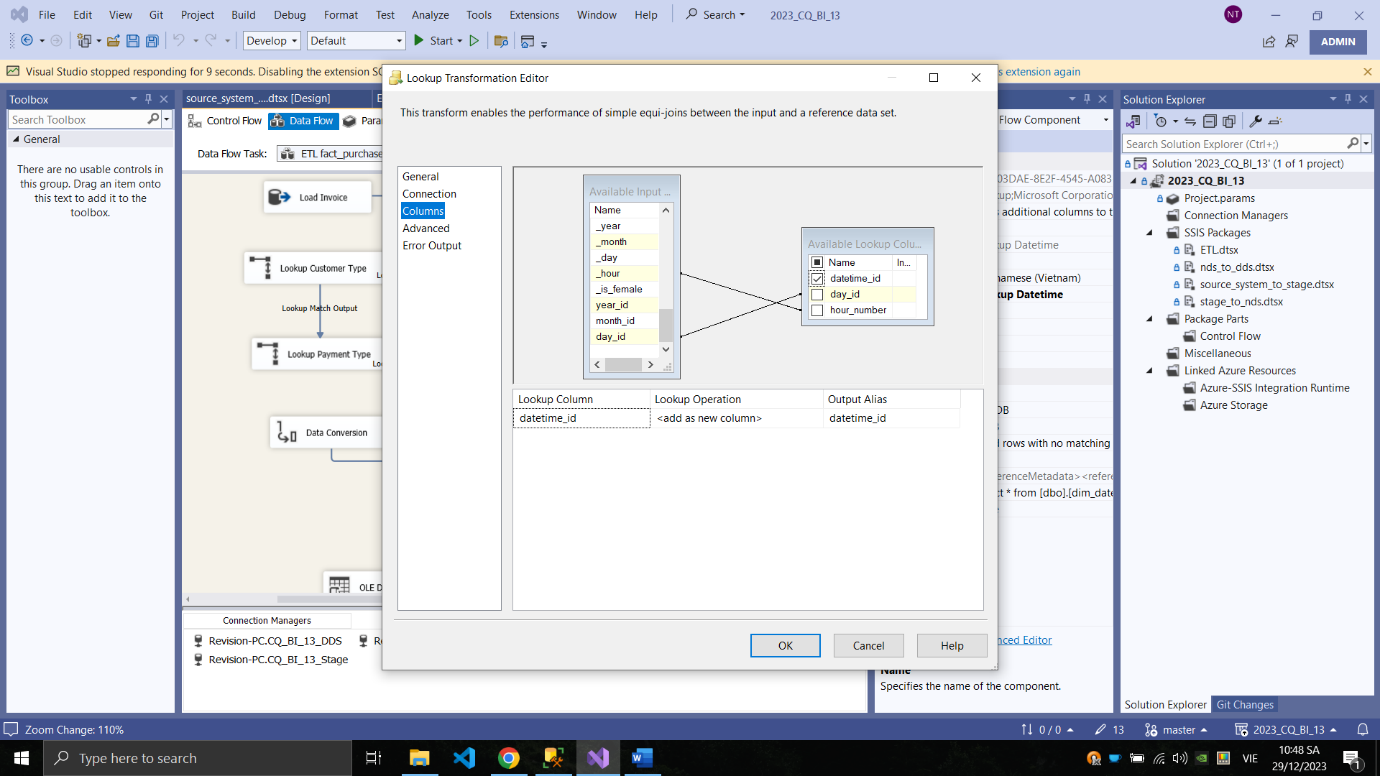 File Edit View Git Project Build Debug Format Test Analyze Tools Extensions Window Help Search 2023_CQ_BI_13
NT
Develop Default Start ADMIN
Visual Studio stopped responding for 9 seconds. Disabling the extension
s extension again
Toolbox
Search Toolbox
General
There are no usable controls in
this group. Drag an item onto
this text to add it to the
toolbox.
source_system_....dtsx [Design]
Control Flow Data Flow
Data Flow Task: ETL fact_purchase
Load Invoice
Lookup Customer Type
Lookup Match Output
Lookup Payment Type
Data Conversion
OLE D
Connection Managers
Revision-PC.CQ_BI_13_DDS
Revision-PC.CQ_BI_13_Stage
Lookup Transformation Editor
This transform enables the performance of simple equi-joins between the input and a reference data set.
General
Connection
Columns
Advanced
Error Output
Available Input ...
Name
_year
_month
_day
_hour
_is_female
year_id
month_id
day_id
Available Lookup Colu...
Name In...
datetime_id
day_id
hour_number
Lookup Column Lookup Operation Output Alias
datetime_id <add as new column> datetime_id
OK Cancel Help
Flow Component
03DAE-8E2F-4545-A083
up;Microsoft Corporatio
s additional columns to t
kup Datetime
namese (Vietnam)
kup Datetime
DB
l rows with no matching
erenceMetadata><refere
ct * from [dbo].[dim_date
nced Editor
Name
Specifies the name of the component.
Solution Explorer
Search Solution Explorer (Ctrl+;)
Solution '2023_CQ_BI_13' (1 of 1 project)
2023_CQ_BI_13
Project.params
Connection Managers
SSIS Packages
ETL.dtsx
nds_to_dds.dtsx
source_system_to_stage.dtsx
stage_to_nds.dtsx
Package Parts
Control Flow
Miscellaneous
Linked Azure Resources
Azure-SSIS Integration Runtime
Azure Storage
Solution Explorer Git Changes
Zoom Change: 110% 0 / 0 13 master 2023_CQ_BI_13
Type here to search
VIE
10:48 SA
29/12/2023
1